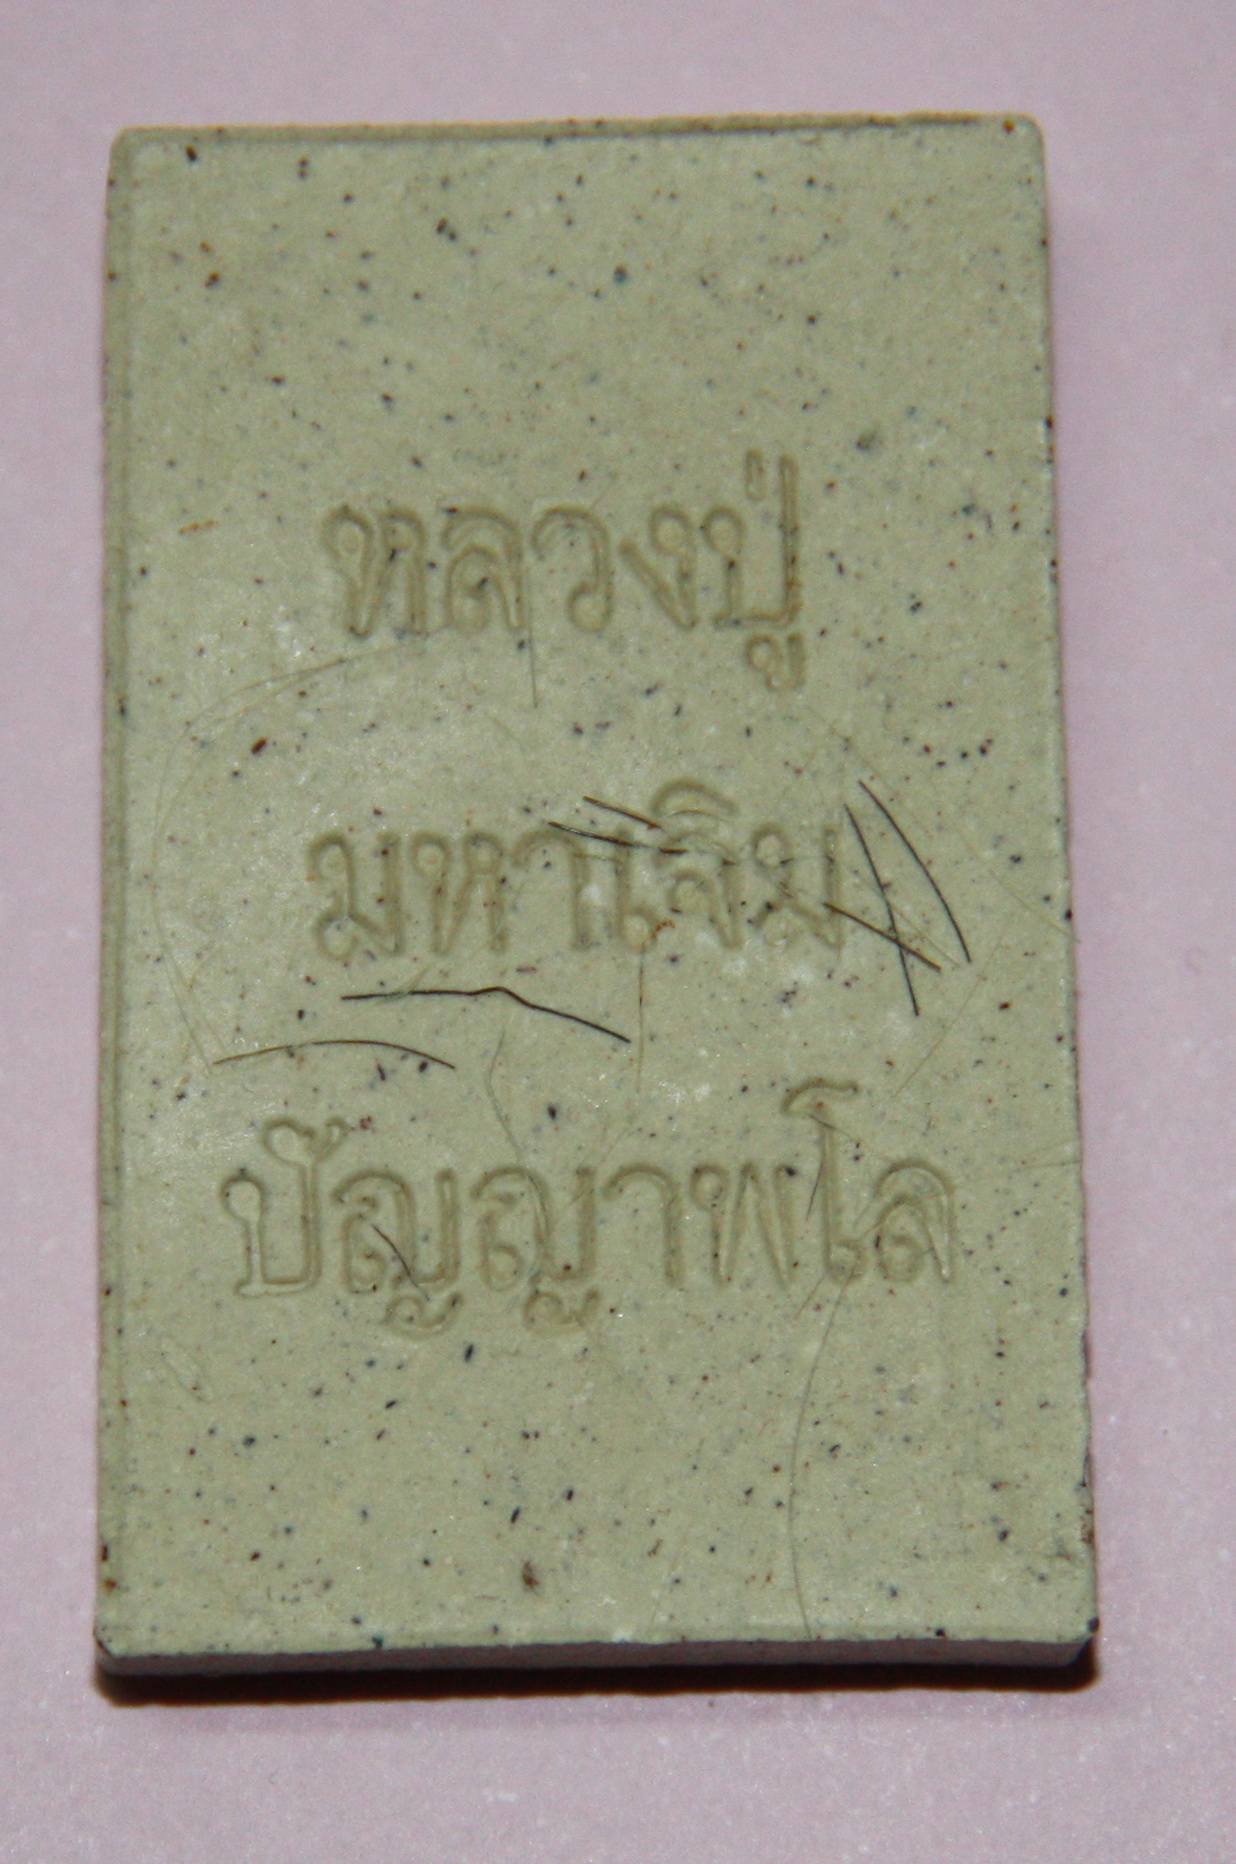 หลวงปู่
มหาเจิม
ปัญญาพโล